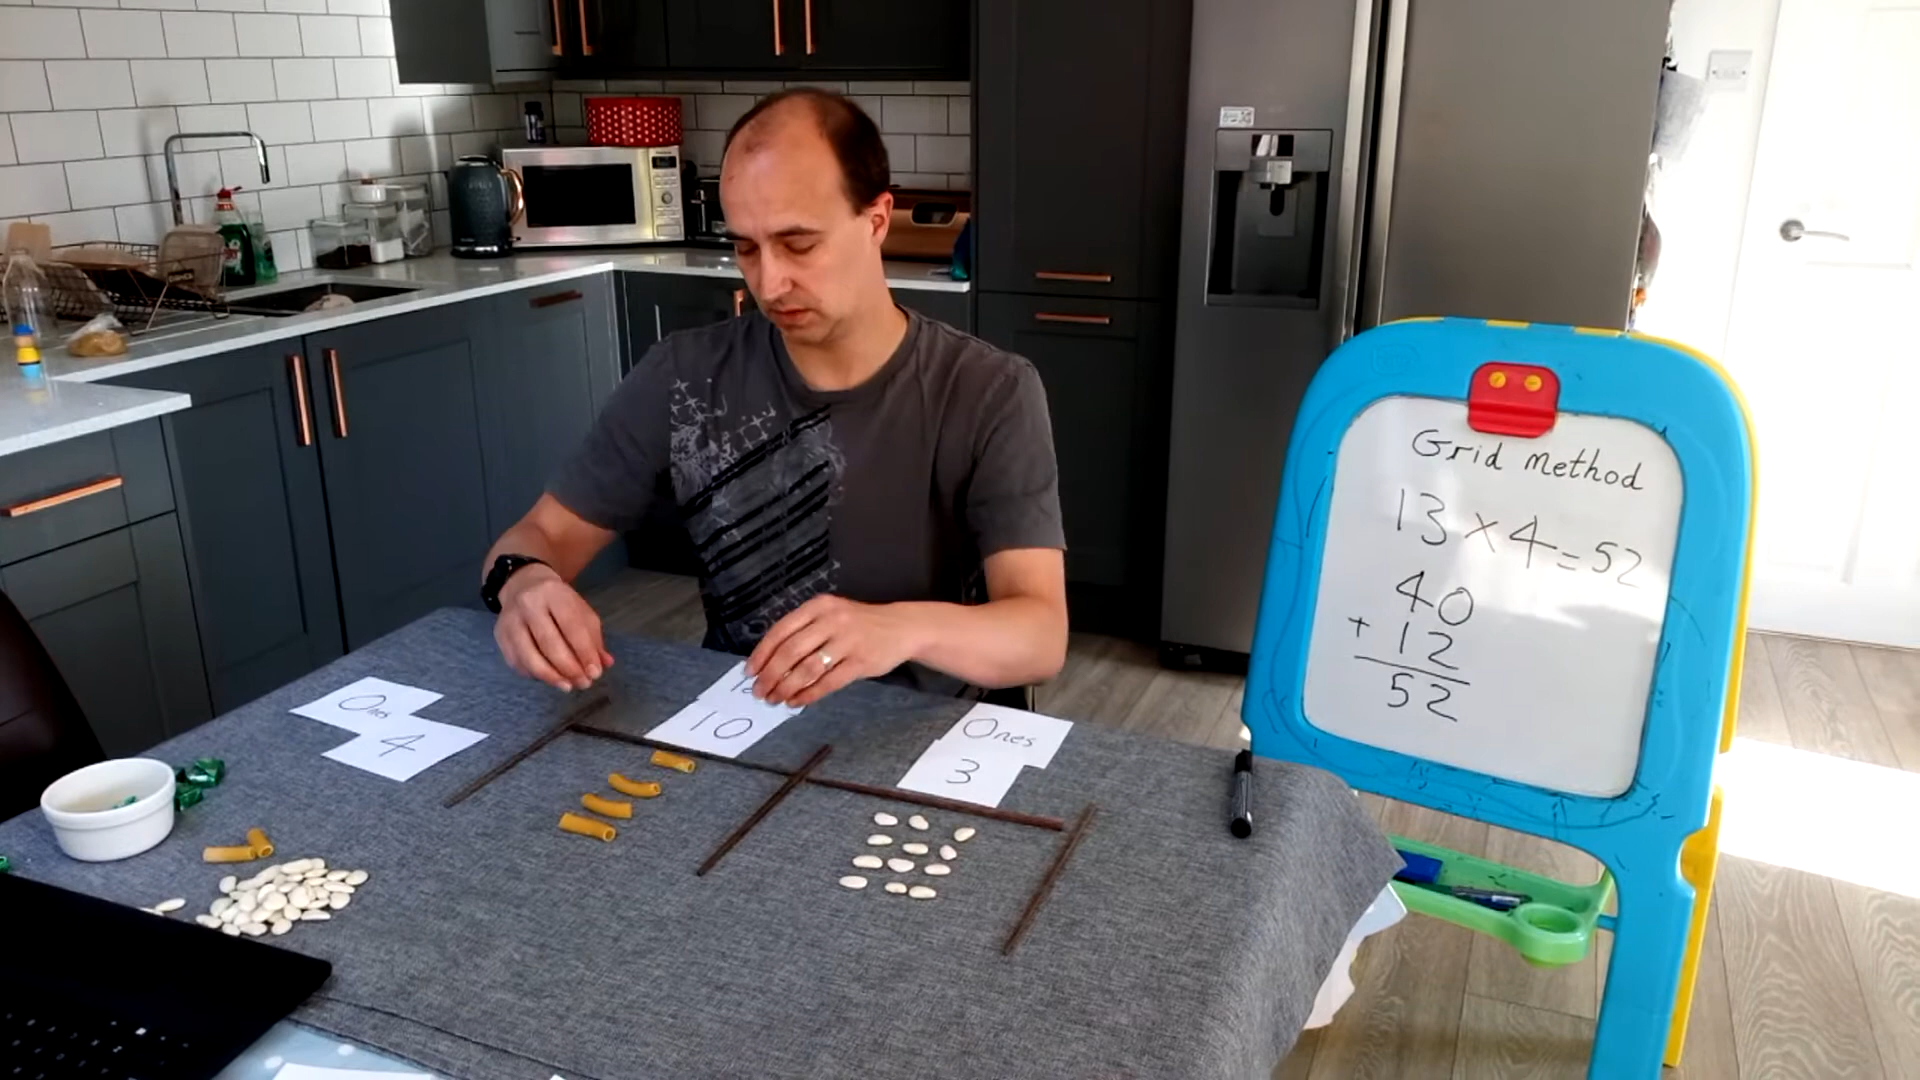 Grid Method
13 × 4 = 52
40
+ 12
52
Ones
4
10
Ones
3